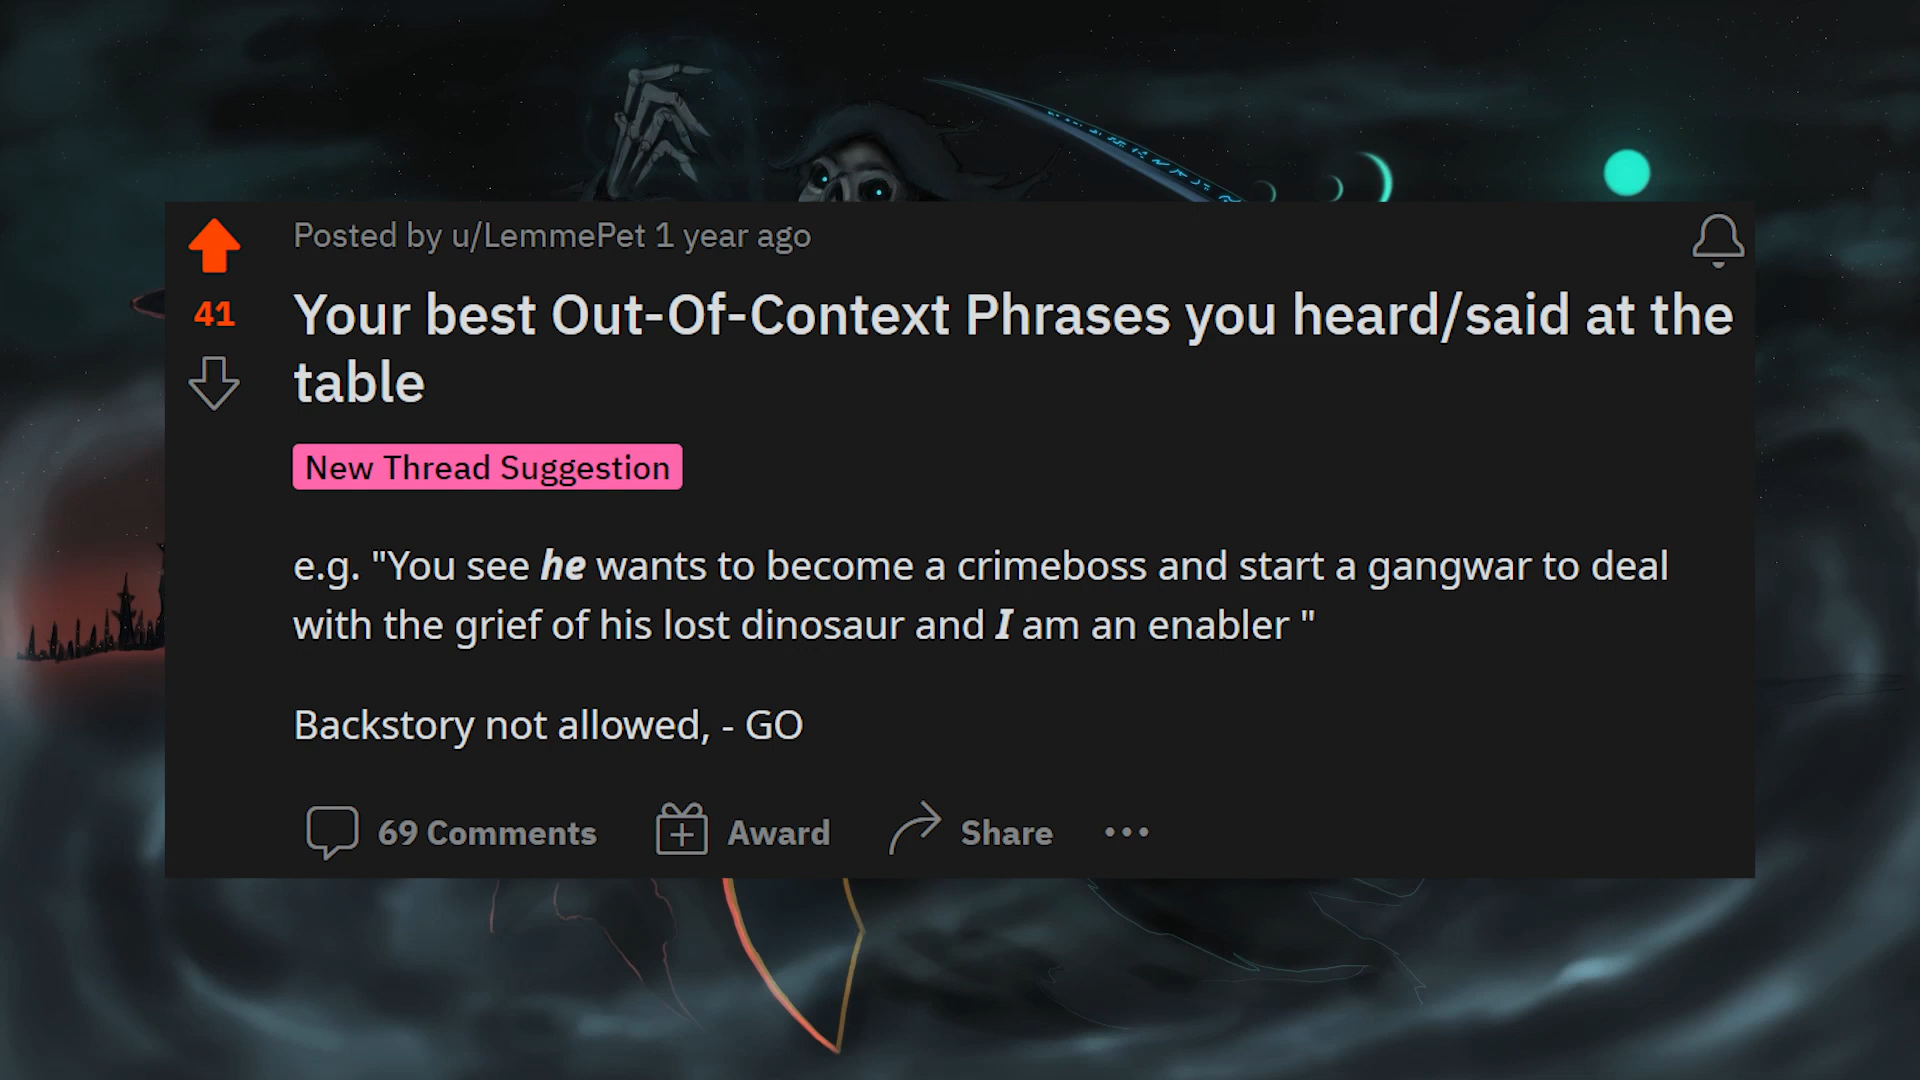 Posted by u/LemmePet 1 year ago
41
Your best Out-Of-Context Phrases you heard/said at the
table
New Thread Suggestion
e.g. "You see he wants to become a crimeboss and start a gangwar to deal
with the grief of his lost dinosaur and I am an enabler "
Backstory not allowed, - GO
69 Comments Award Share